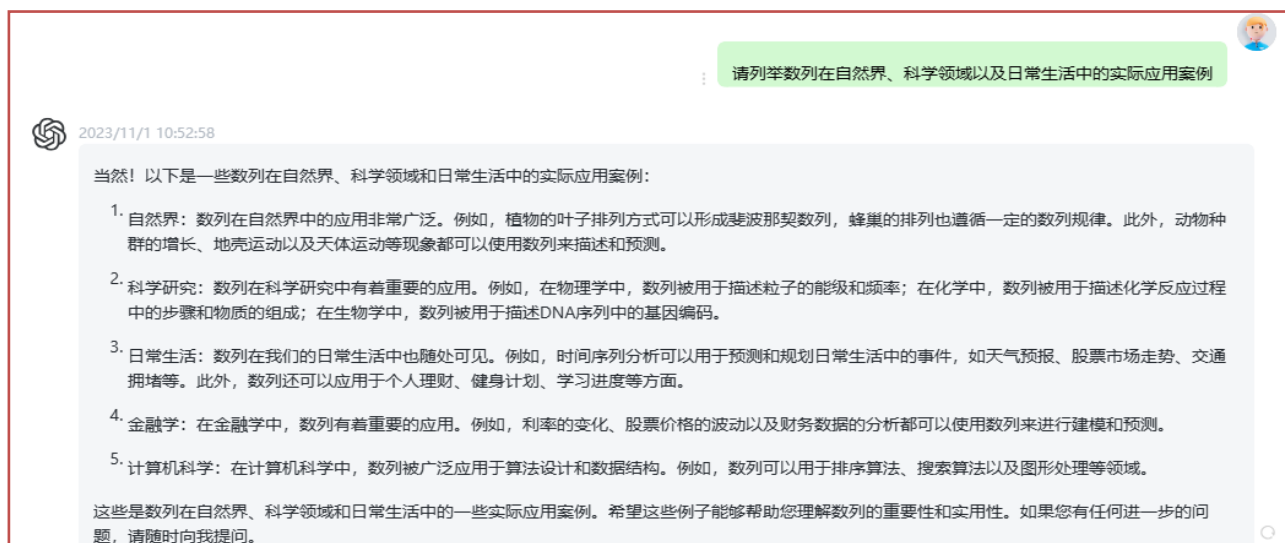 请列举数列在自然界、科学领域以及日常生活中的实际应用案例
2023/11/1 10:52:58
当然！以下是一些数列在自然界、科学领域和日常生活中的实际应用案例：
1. 自然界：数列在自然界中的应用非常广泛。例如，植物的叶子排列方式可以形成斐波那契数列，蜂巢的排列也遵循一定的数列规律。此外，动物种
群的增长、地壳运动以及天体运动等现象都可以使用数列来描述和预测。
2. 科学研究：数列在科学研究中有着重要的应用。例如，在物理学中，数列被用于描述粒子的能级和频率；在化学中，数列被用于描述化学反应过程
中的步骤和物质的组成；在生物学中，数列被用于描述DNA序列中的基因编码。
3. 日常生活：数列在我们的日常生活中也随处可见。例如，时间序列分析可以用于预测和规划日常生活中的事件，如天气预报、股票市场走势、交通
拥堵等。此外，数列还可以应用于个人理财、健身计划、学习进度等方面。
4. 金融学：在金融学中，数列有着重要的应用。例如，利率的变化、股票价格的波动以及财务数据的分析都可以使用数列来进行建模和预测。
5. 计算机科学：在计算机科学中，数列被广泛应用于算法设计和数据结构。例如，数列可以用于排序算法、搜索算法以及图形处理等领域。
这些是数列在自然界、科学领域和日常生活中的一些实际应用案例。希望这些例子能够帮助您理解数列的重要性和实用性。如果您有任何进一步的问
题，请随时向我提问。